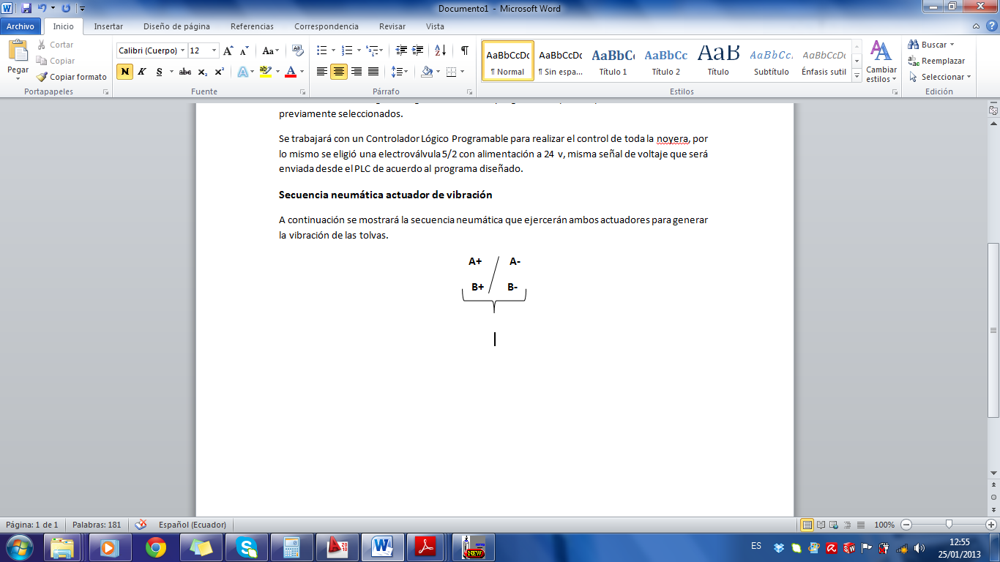 Documento1 - Microsoft Word
Archivo Inicio Insertar Diseño de página Referencias Correspondencia Revisar Vista
Pegar
Cortar
Copiar
Copiar formato
Portapapeles
Calibri (Cuerpo) 12
N K S abc x₂ x²
Fuente
Párrafo
AaBbCcDc AaBbCcDc AaBbCc AaBbCc AaB AaBbCc. AaBbCcDc
¶ Normal ¶ Sin espa... Título 1 Título 2 Título Subtítulo Énfasis sutil
Cambiar estilos
Estilos
Buscar
Reemplazar
Seleccionar
Edición
previamente seleccionados.
Se trabajará con un Controlador Lógico Programable para realizar el control de toda la noyera, por
lo mismo se eligió una electroválvula 5/2 con alimentación a 24 v, misma señal de voltaje que será
enviada desde el PLC de acuerdo al programa diseñado.
Secuencia neumática actuador de vibración
A continuación se mostrará la secuencia neumática que ejercerán ambos actuadores para generar
la vibración de las tolvas.
A+ / A-
B+ B-
Página: 1 de 1 Palabras: 181 Español (Ecuador) 100%
ES 12:55
25/01/2013
NEW